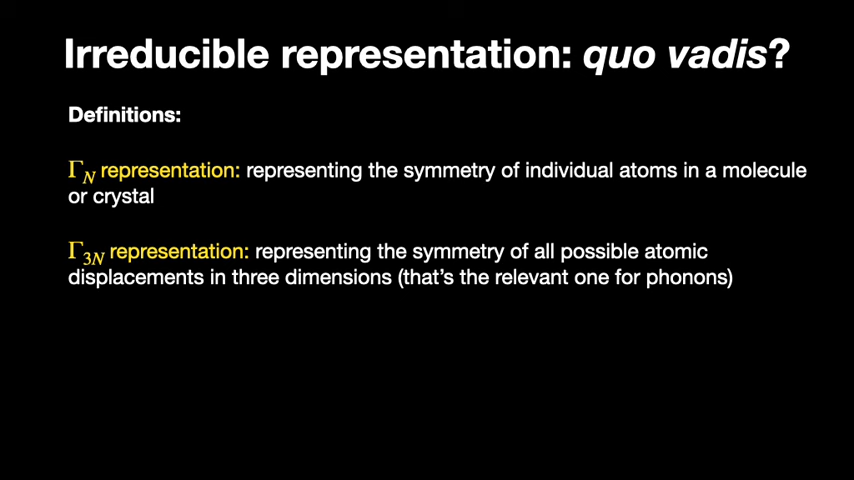 Irreducible representation: quo vadis?
Definitions:
Γ_N representation: representing the symmetry of individual atoms in a molecule
or crystal
Γ_3N representation: representing the symmetry of all possible atomic
displacements in three dimensions (that's the relevant one for phonons)